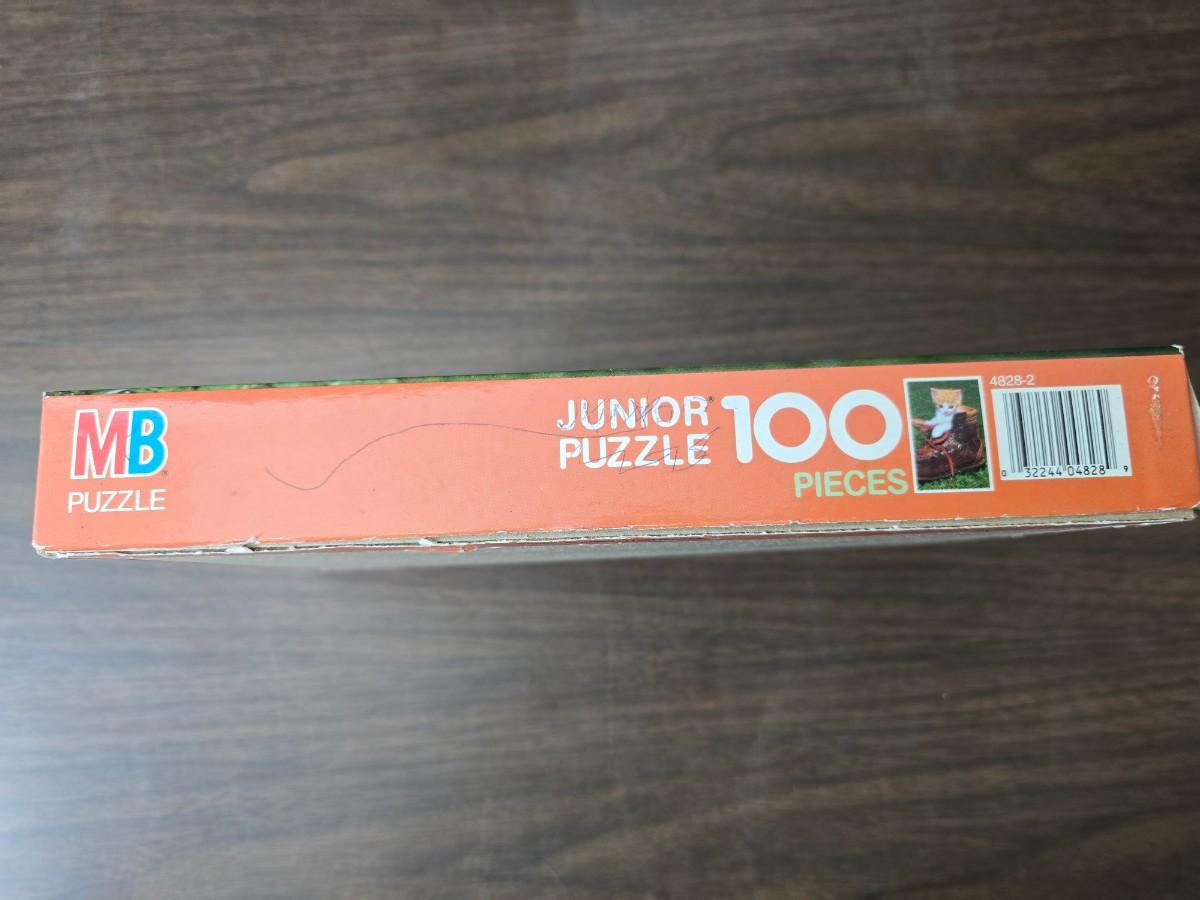 MB
PUZZLE
JUNIOR®
PUZZLE
100
PIECES
4828-2
0 32244 04828 9